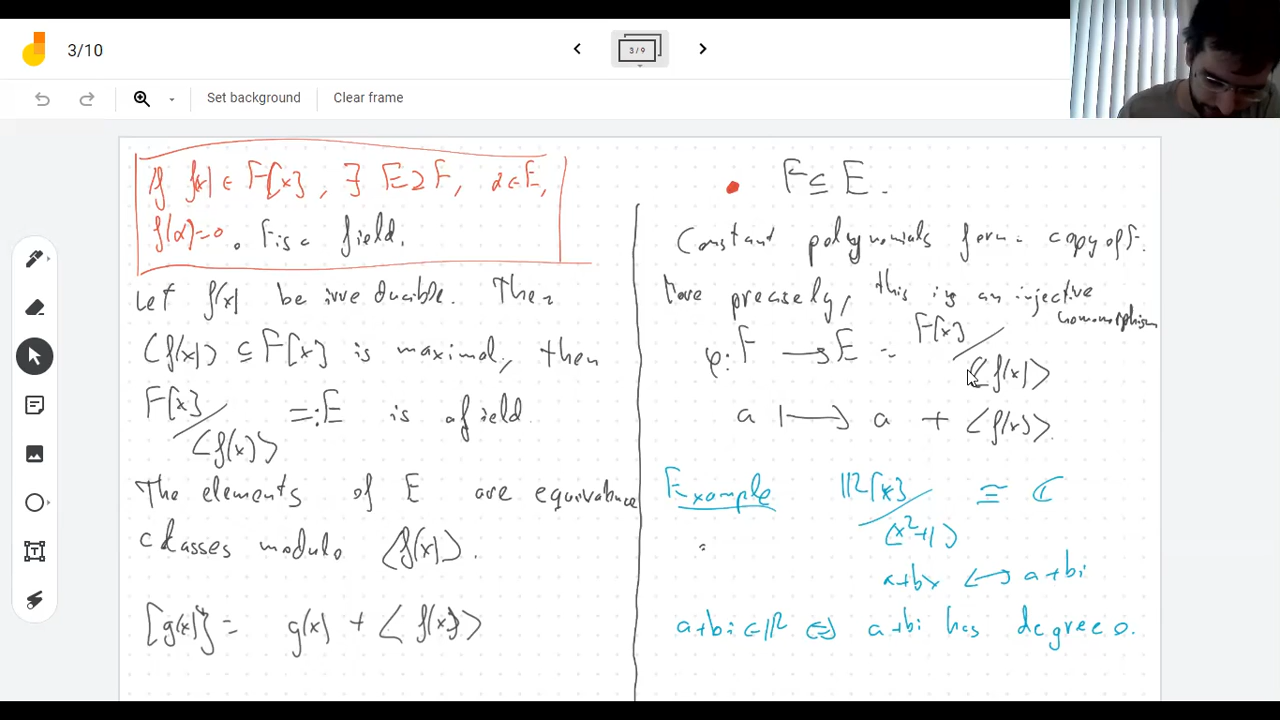 3/10
3/9
Set background
Clear frame
If f(x) ∈ F[x], ∃ E ⊇ F, α ∈ E,
f(α)=0. F is a field.
Let f(x) be irreducible. Then
⟨f(x)⟩ ⊆ F[x] is maximal, then
F[x]/⟨f(x)⟩ =: E is a field.
The elements of E are equivalence
classes modulo ⟨f(x)⟩.
[g(x)] = g(x) + ⟨f(x)⟩
• F ⊆ E.
Constant polynomials form a copy of F.
More precisely, this is an injective
homomorphism
φ: F → E = F[x]/⟨f(x)⟩
a ↦ a + ⟨f(x)⟩.
Example ℝ[x]/⟨x²+1⟩ ≅ ℂ
a+bx ↔ a+bi
a+bi ∈ ℝ ⇔ a+bi has degree 0.